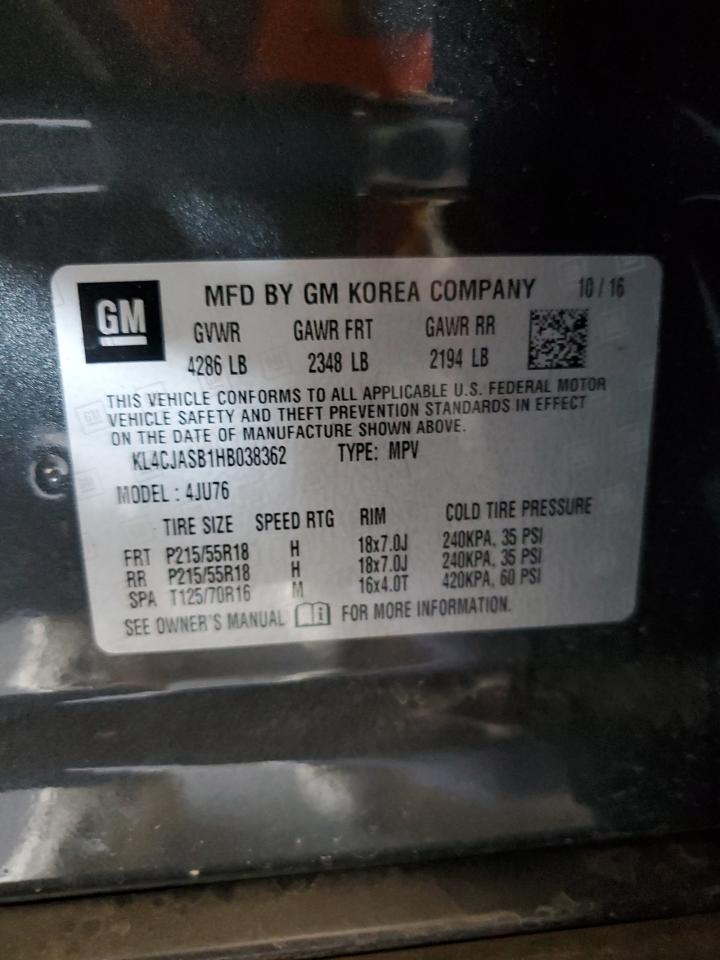 GM
MFD BY GM KOREA COMPANY 10 / 16
GVWR GAWR FRT GAWR RR
4286 LB 2348 LB 2194 LB
THIS VEHICLE CONFORMS TO ALL APPLICABLE U.S. FEDERAL MOTOR
VEHICLE SAFETY AND THEFT PREVENTION STANDARDS IN EFFECT
ON THE DATE OF MANUFACTURE SHOWN ABOVE.
KL4CJASB1HB038362 TYPE: MPV
MODEL : 4JU76
TIRE SIZE SPEED RTG RIM COLD TIRE PRESSURE
FRT P215/55R18 H 18x7.0J 240KPA, 35 PSI
RR P215/55R18 H 18x7.0J 240KPA, 35 PSI
SPA T125/70R16 M 16x4.0T 420KPA, 60 PSI
SEE OWNER'S MANUAL FOR MORE INFORMATION.